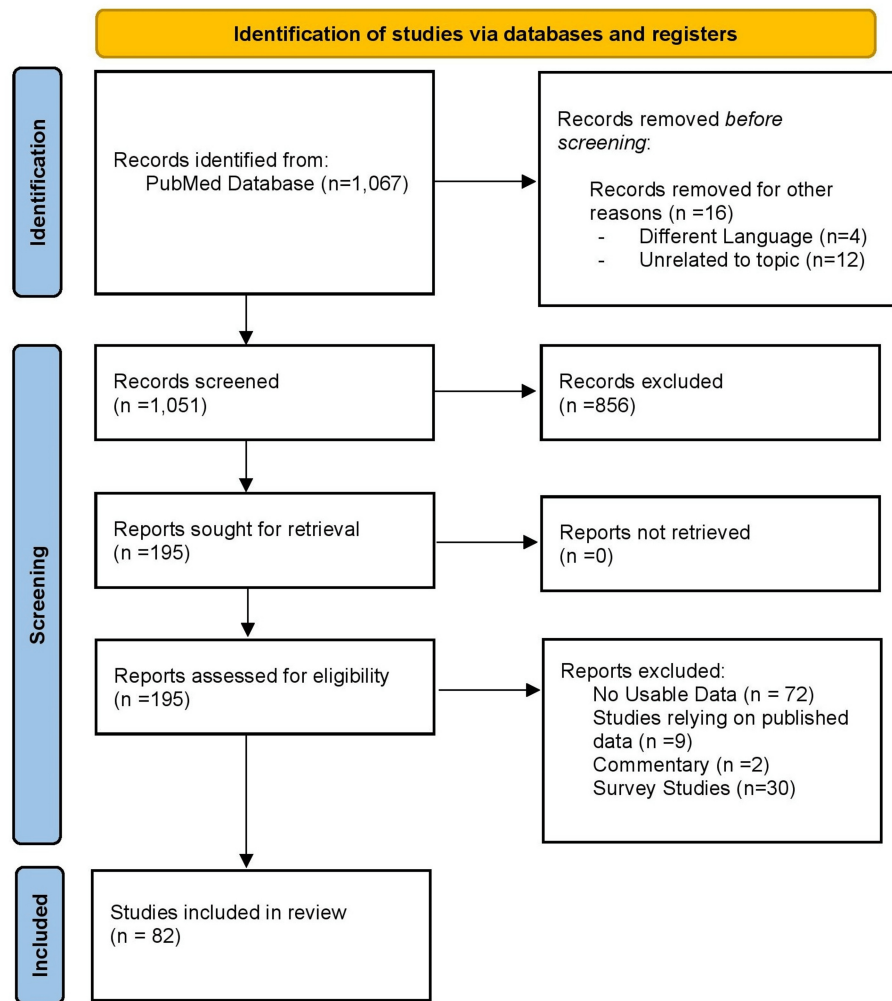 Identification of studies via databases and registers
Identification
Records identified from:
PubMed Database (n=1,067)
Records removed before
screening:
Records removed for other
reasons (n =16)
- Different Language (n=4)
- Unrelated to topic (n=12)
Screening
Records screened
(n =1,051)
Records excluded
(n =856)
Reports sought for retrieval
(n =195)
Reports not retrieved
(n =0)
Reports assessed for eligibility
(n =195)
Reports excluded:
No Usable Data (n = 72)
Studies relying on published
data (n =9)
Commentary (n =2)
Survey Studies (n=30)
Included
Studies included in review
(n = 82)